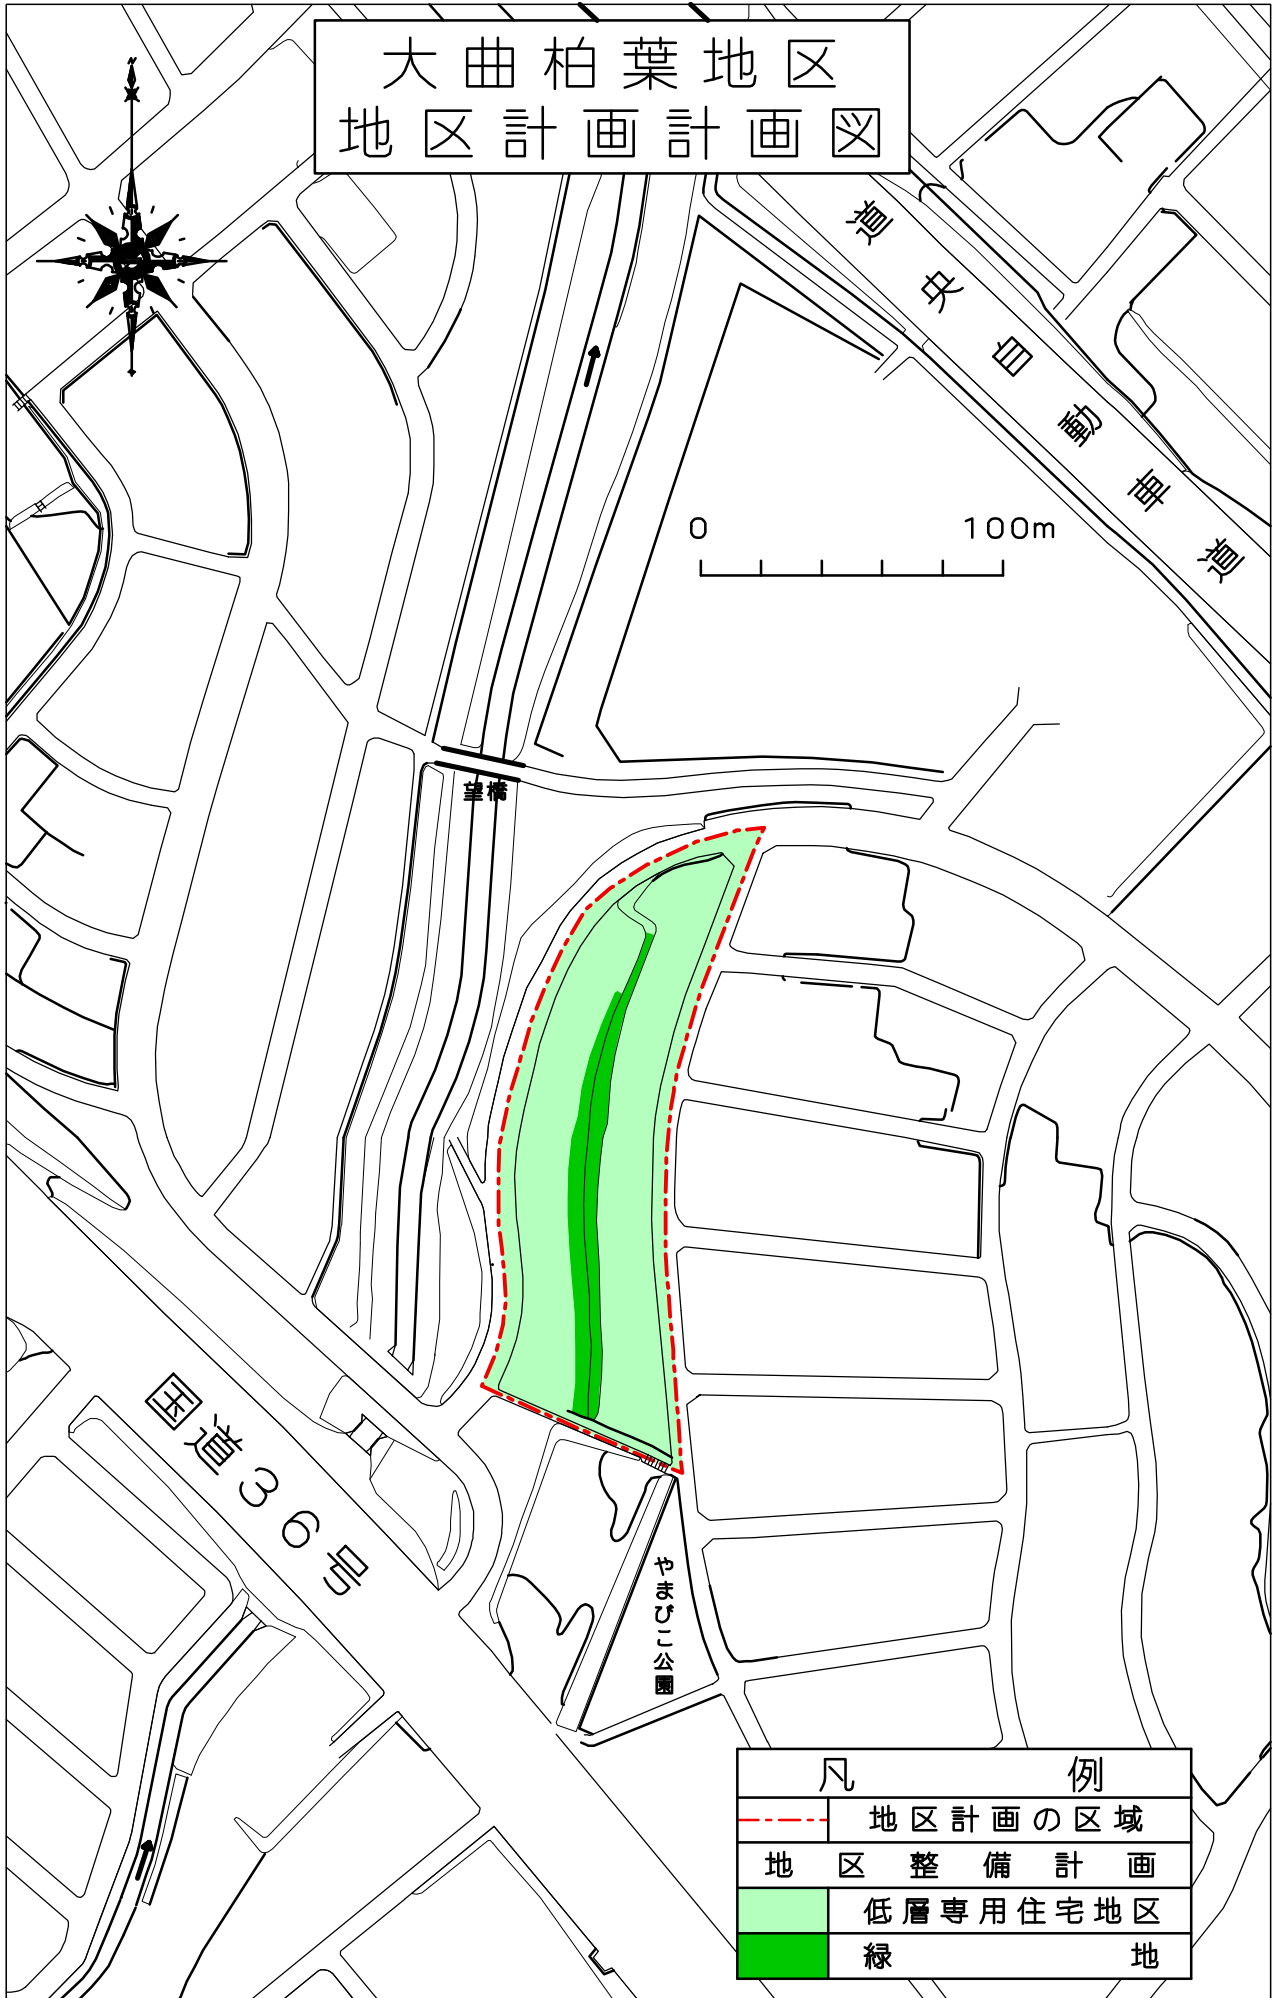 大曲柏葉地区
地区計画計画図
N
道央自動車道
0 100m
望橋
国道36号
やまびこ公園
凡例
地区計画の区域
地区整備計画
低層専用住宅地区
緑地